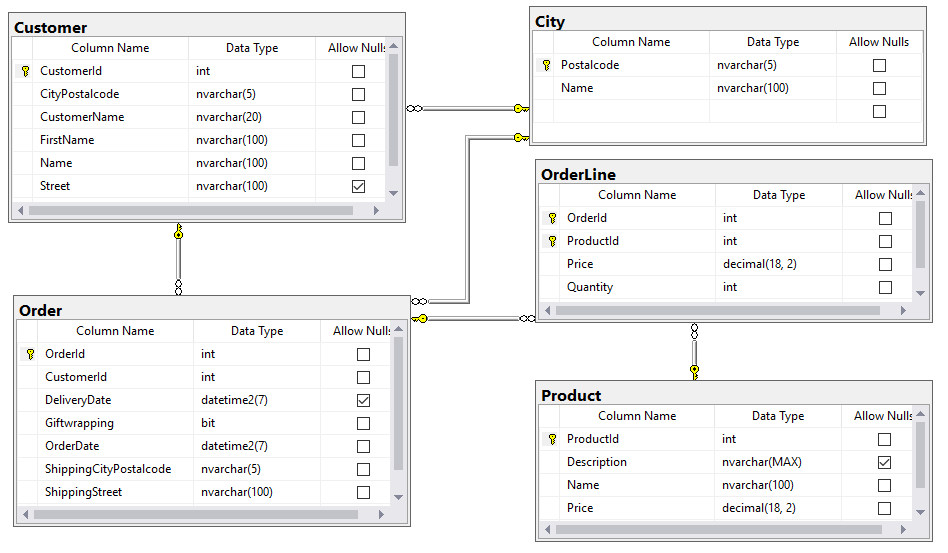 Customer
Column Name Data Type Allow Nulls
CustomerId int
CityPostalcode nvarchar(5)
CustomerName nvarchar(20)
FirstName nvarchar(100)
Name nvarchar(100)
Street nvarchar(100)
City
Column Name Data Type Allow Nulls
Postalcode nvarchar(5)
Name nvarchar(100)
OrderLine
Column Name Data Type Allow Nulls
OrderId int
ProductId int
Price decimal(18, 2)
Quantity int
Order
Column Name Data Type Allow Nulls
OrderId int
CustomerId int
DeliveryDate datetime2(7)
Giftwrapping bit
OrderDate datetime2(7)
ShippingCityPostalcode nvarchar(5)
ShippingStreet nvarchar(100)
Product
Column Name Data Type Allow Nulls
ProductId int
Description nvarchar(MAX)
Name nvarchar(100)
Price decimal(18, 2)